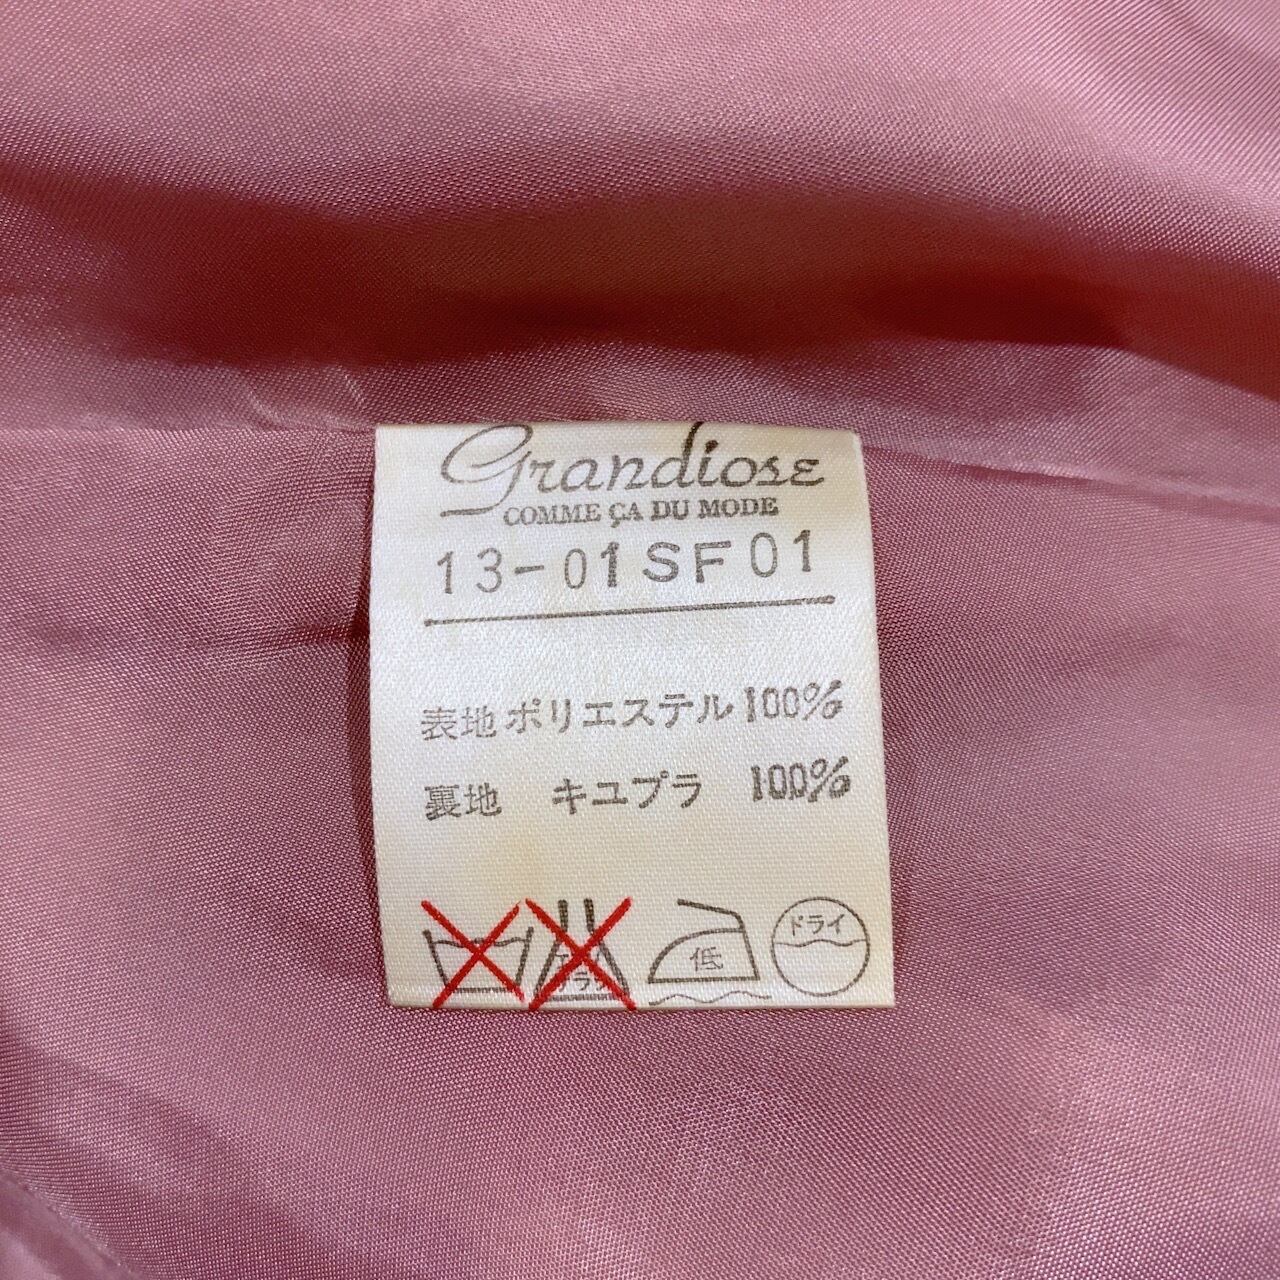 Grandiose
COMME ÇA DU MODE
13-01SF01
表地 ポリエステル 100%
裏地 キユプラ 100%
低 ドライ